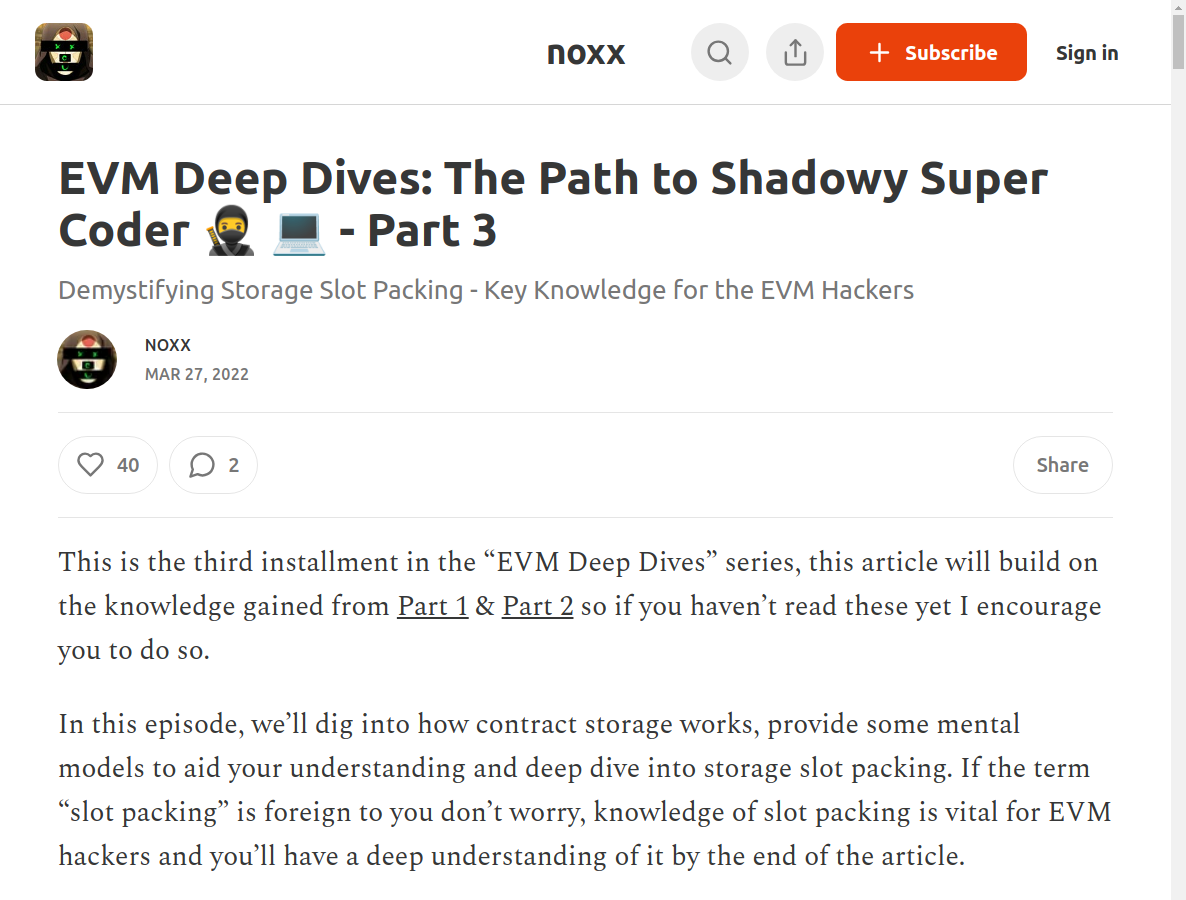 noxx
Subscribe
Sign in
EVM Deep Dives: The Path to Shadowy Super
Coder 🥷 💻 - Part 3
Demystifying Storage Slot Packing - Key Knowledge for the EVM Hackers
NOXX
MAR 27, 2022
40
2
Share
This is the third installment in the “EVM Deep Dives” series, this article will build on
the knowledge gained from Part 1 & Part 2 so if you haven’t read these yet I encourage
you to do so.
In this episode, we’ll dig into how contract storage works, provide some mental
models to aid your understanding and deep dive into storage slot packing. If the term
“slot packing” is foreign to you don’t worry, knowledge of slot packing is vital for EVM
hackers and you’ll have a deep understanding of it by the end of the article.